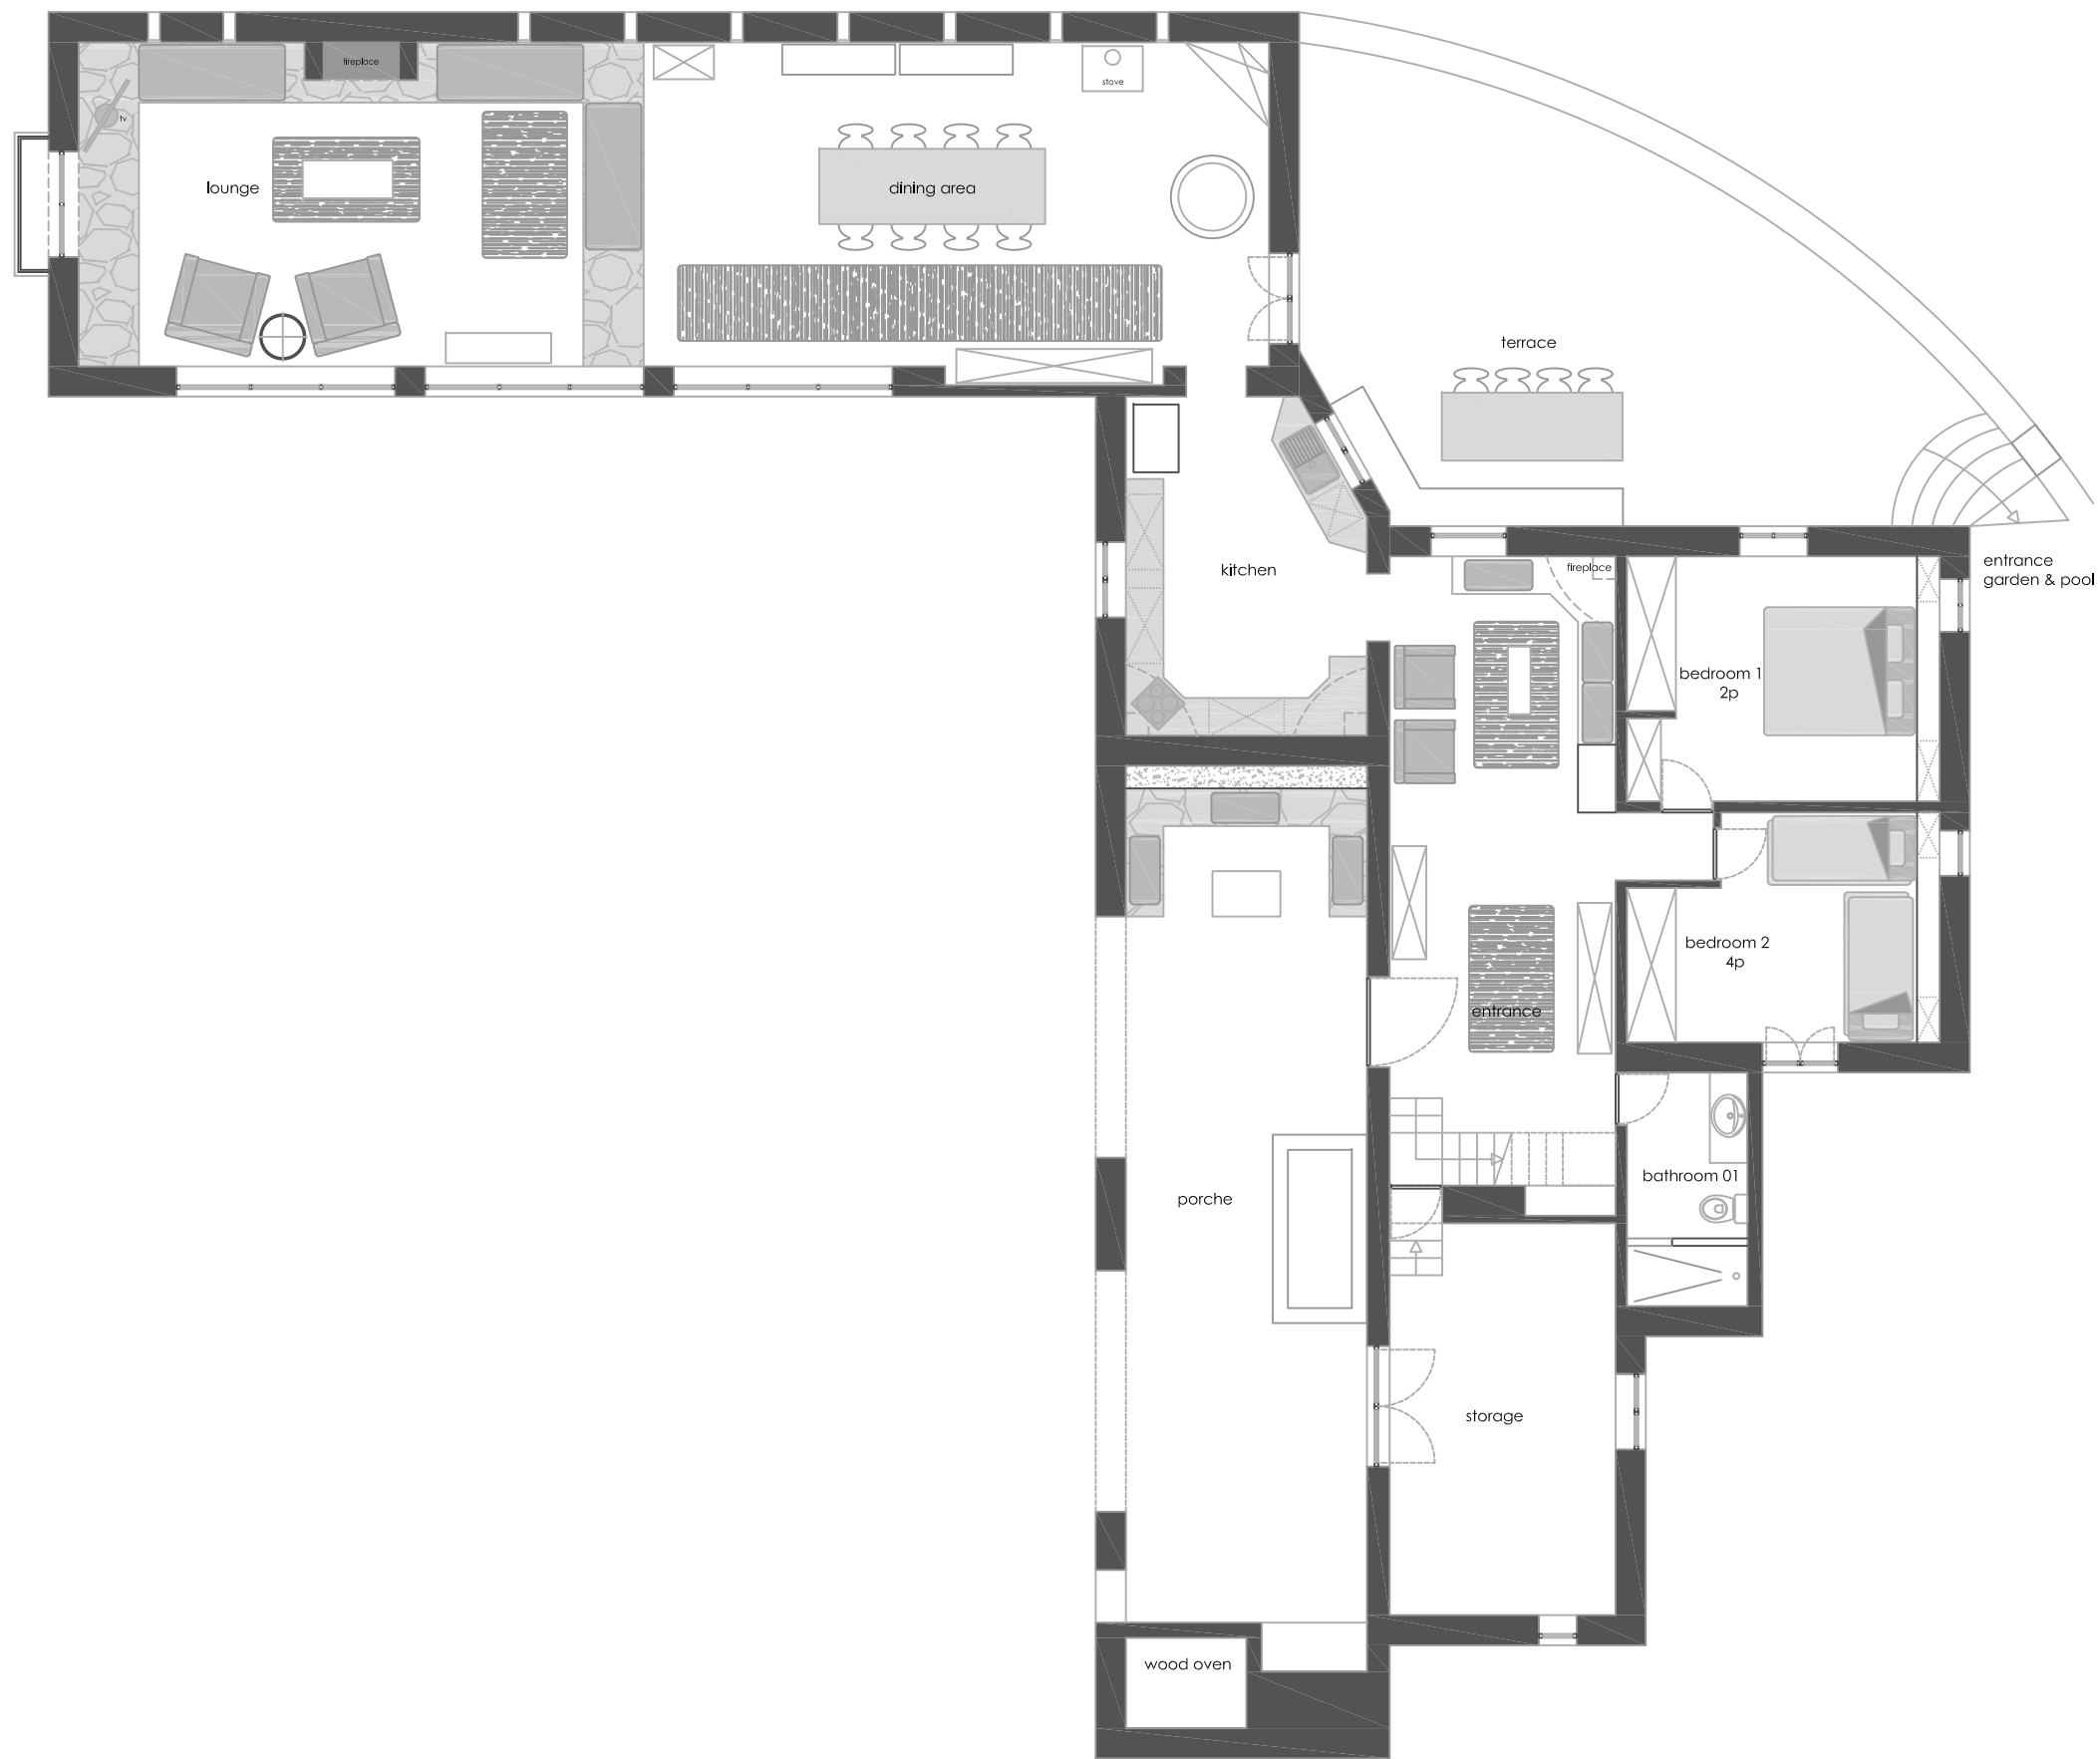 fireplace
tv
stove
lounge
dining area
terrace
entrance
garden & pool
kitchen
fireplace
bedroom 1
2p
bedroom 2
4p
entrance
porche
bathroom 01
storage
wood oven